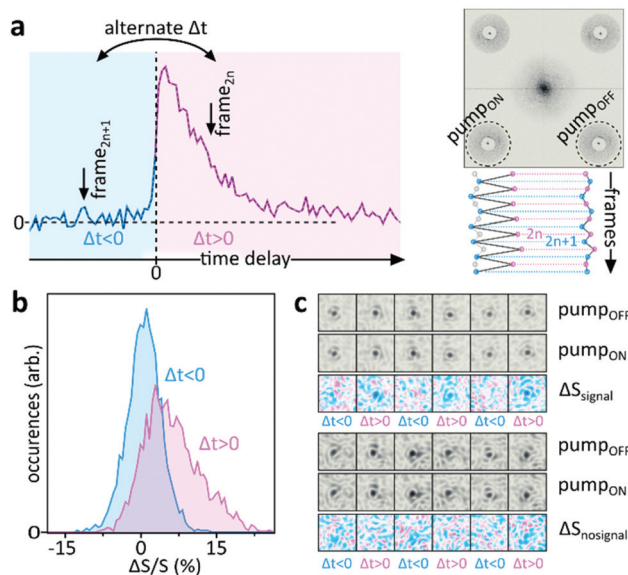 a
alternate Δt
frame2n+1
frame2n
0
Δt<0
Δt>0
0
time delay
pumpON
pumpOFF
2n
2n+1
frames
b
occurences (arb.)
Δt<0
Δt>0
0
-15
0
15
ΔS/S (%)
c
pumpOFF
pumpON
ΔSsignal
Δt<0 Δt>0 Δt<0 Δt>0 Δt<0 Δt>0
pumpOFF
pumpON
ΔSnosignal
Δt<0 Δt>0 Δt<0 Δt>0 Δt<0 Δt>0